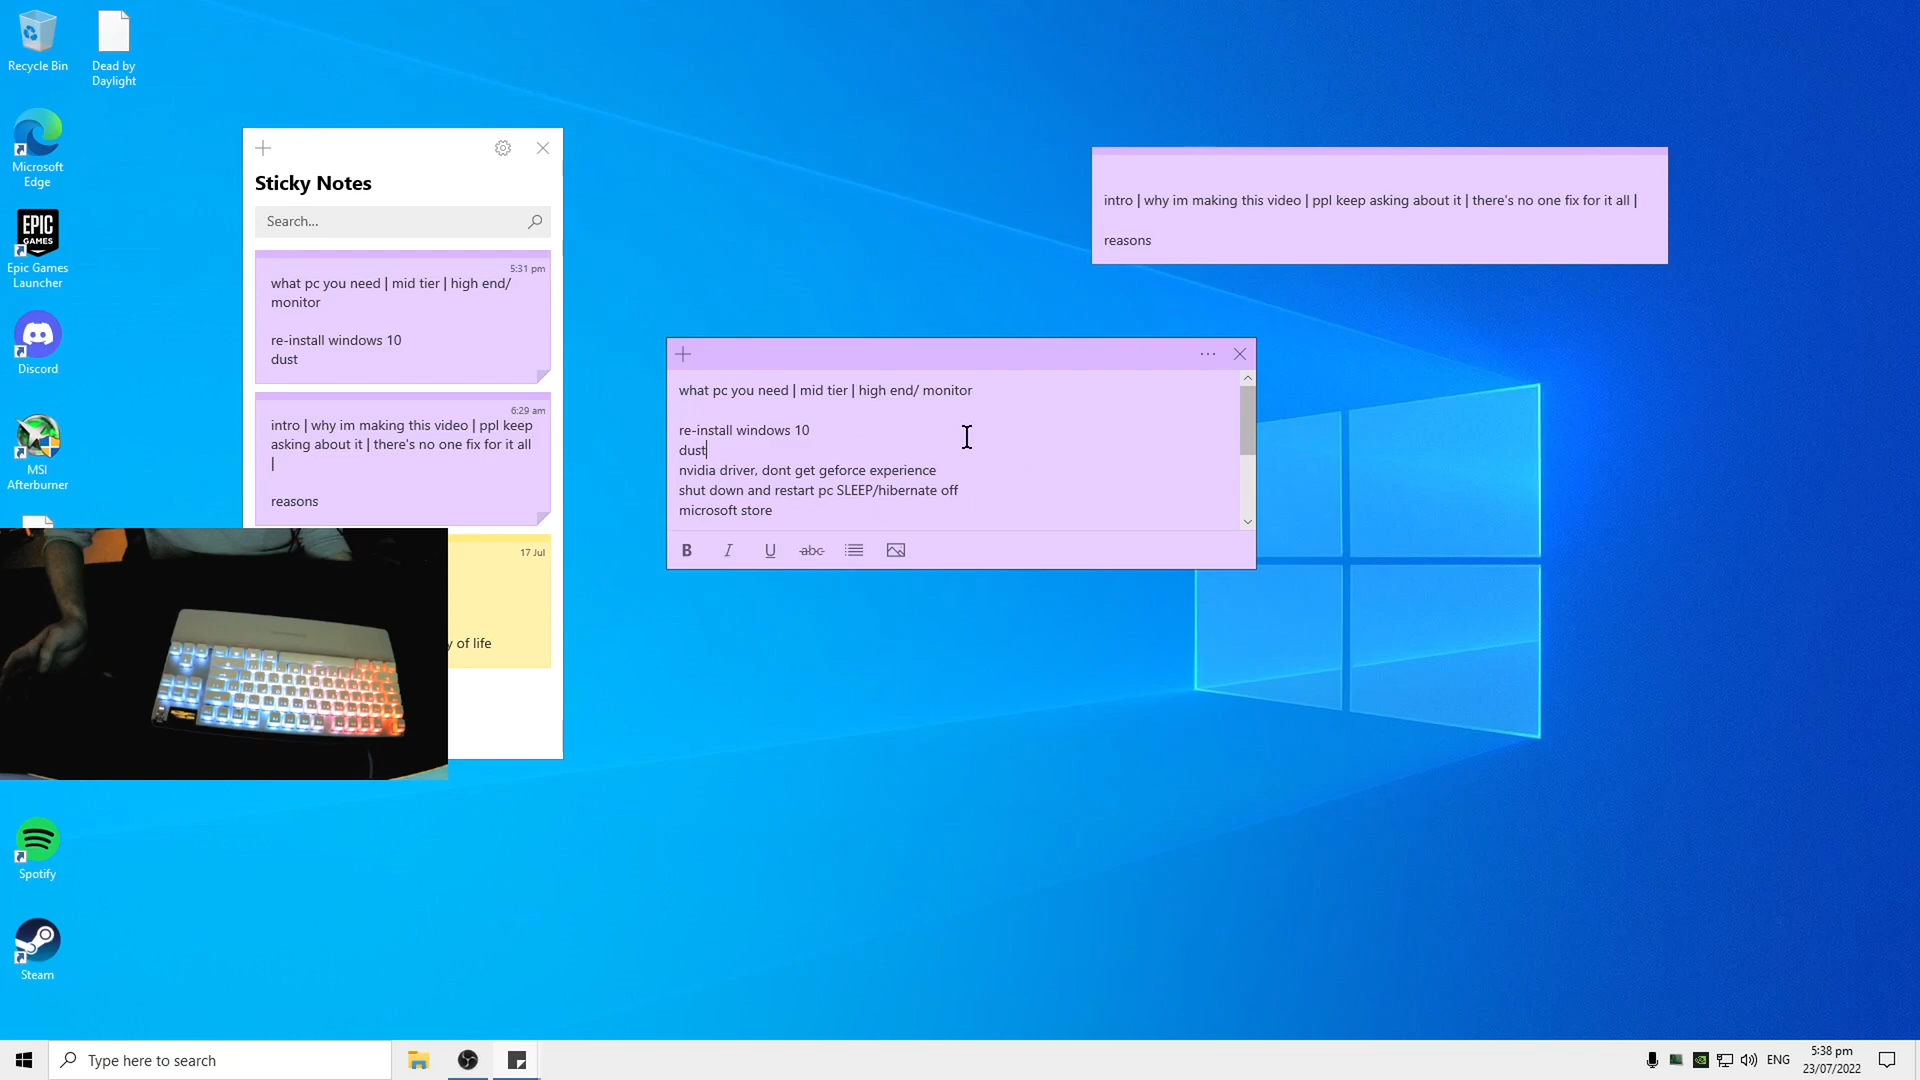 Recycle Bin
Dead by
Daylight
Microsoft
Edge
EPIC
GAMES
Epic Games
Launcher
Discord
MSI
Afterburner
Spotify
Steam
Sticky Notes
Search...
5:31 pm
what pc you need | mid tier | high end/
monitor
re-install windows 10
dust
6:29 am
intro | why im making this video | ppl keep
asking about it | there's no one fix for it all
|
reasons
17 Jul
y of life
what pc you need | mid tier | high end/ monitor
re-install windows 10
dust
nvidia driver, dont get geforce experience
shut down and restart pc SLEEP/hibernate off
microsoft store
B I U abc
intro | why im making this video | ppl keep asking about it | there's no one fix for it all |
reasons
Type here to search
ENG
5:38 pm
23/07/2022